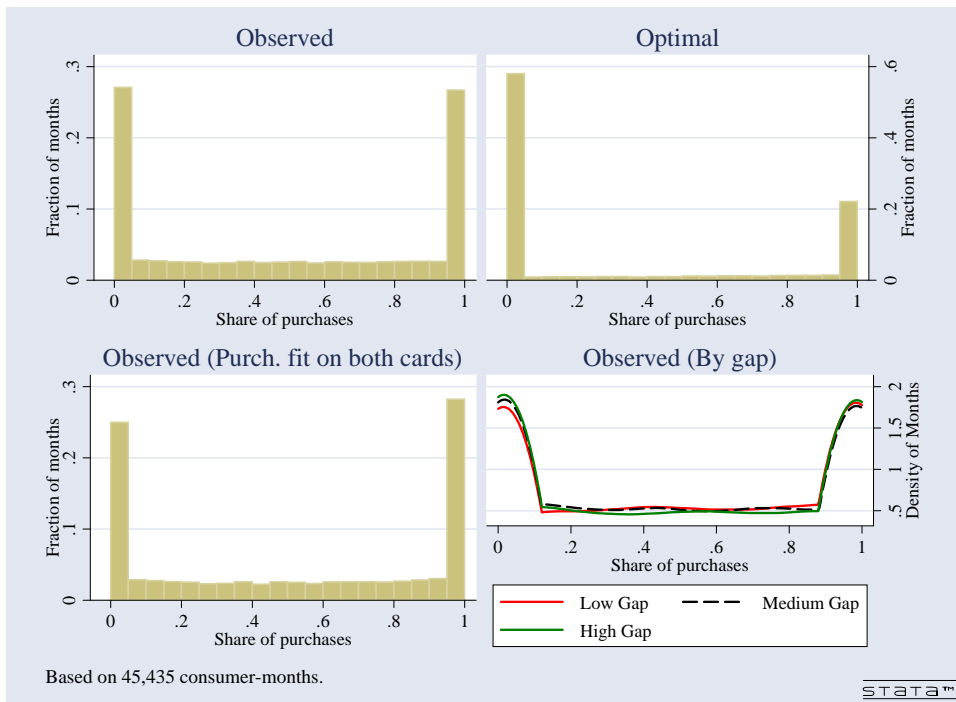 Observed
Fraction of months
0 .1 .2 .3
0 .2 .4 .6 .8 1
Share of purchases
Optimal
Fraction of months
0 .2 .4 .6
0 .2 .4 .6 .8 1
Share of purchases
Observed (Purch. fit on both cards)
Fraction of months
0 .1 .2 .3
0 .2 .4 .6 .8 1
Share of purchases
Observed (By gap)
Density of Months
.5 1 1.5 2
0 .2 .4 .6 .8 1
Share of purchases
Low Gap Medium Gap
High Gap
Based on 45,435 consumer-months.
STATA™